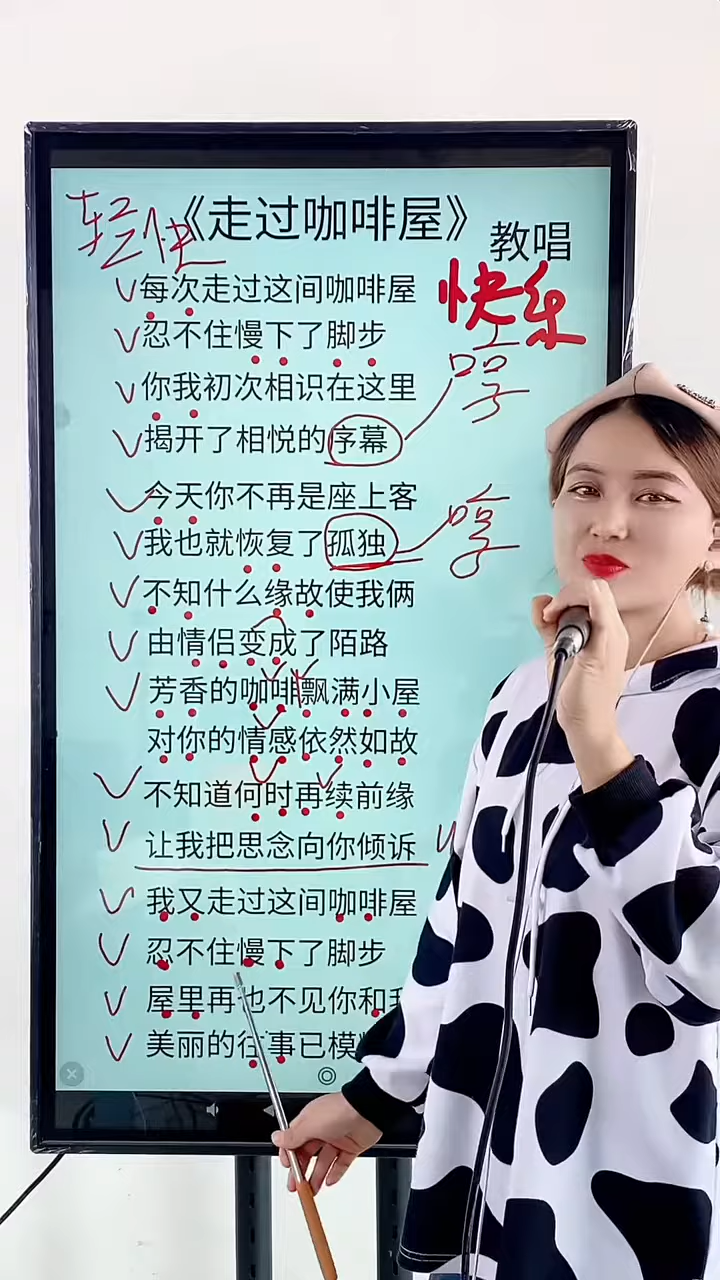 轻快
《走过咖啡屋》
教唱
快乐
每次走过这间咖啡屋
忍不住慢下了脚步
你我初次相识在这里
哼
揭开了相悦的序幕
今天你不再是座上客
哼
我也就恢复了孤独
不知什么缘故使我俩
由情侣变成了陌路
芳香的咖啡飘满小屋
对你的情感依然如故
不知道何时再续前缘
让我把思念向你倾诉
我又走过这间咖啡屋
忍不住慢下了脚步
屋里再也不见你和我
美丽的往事已模